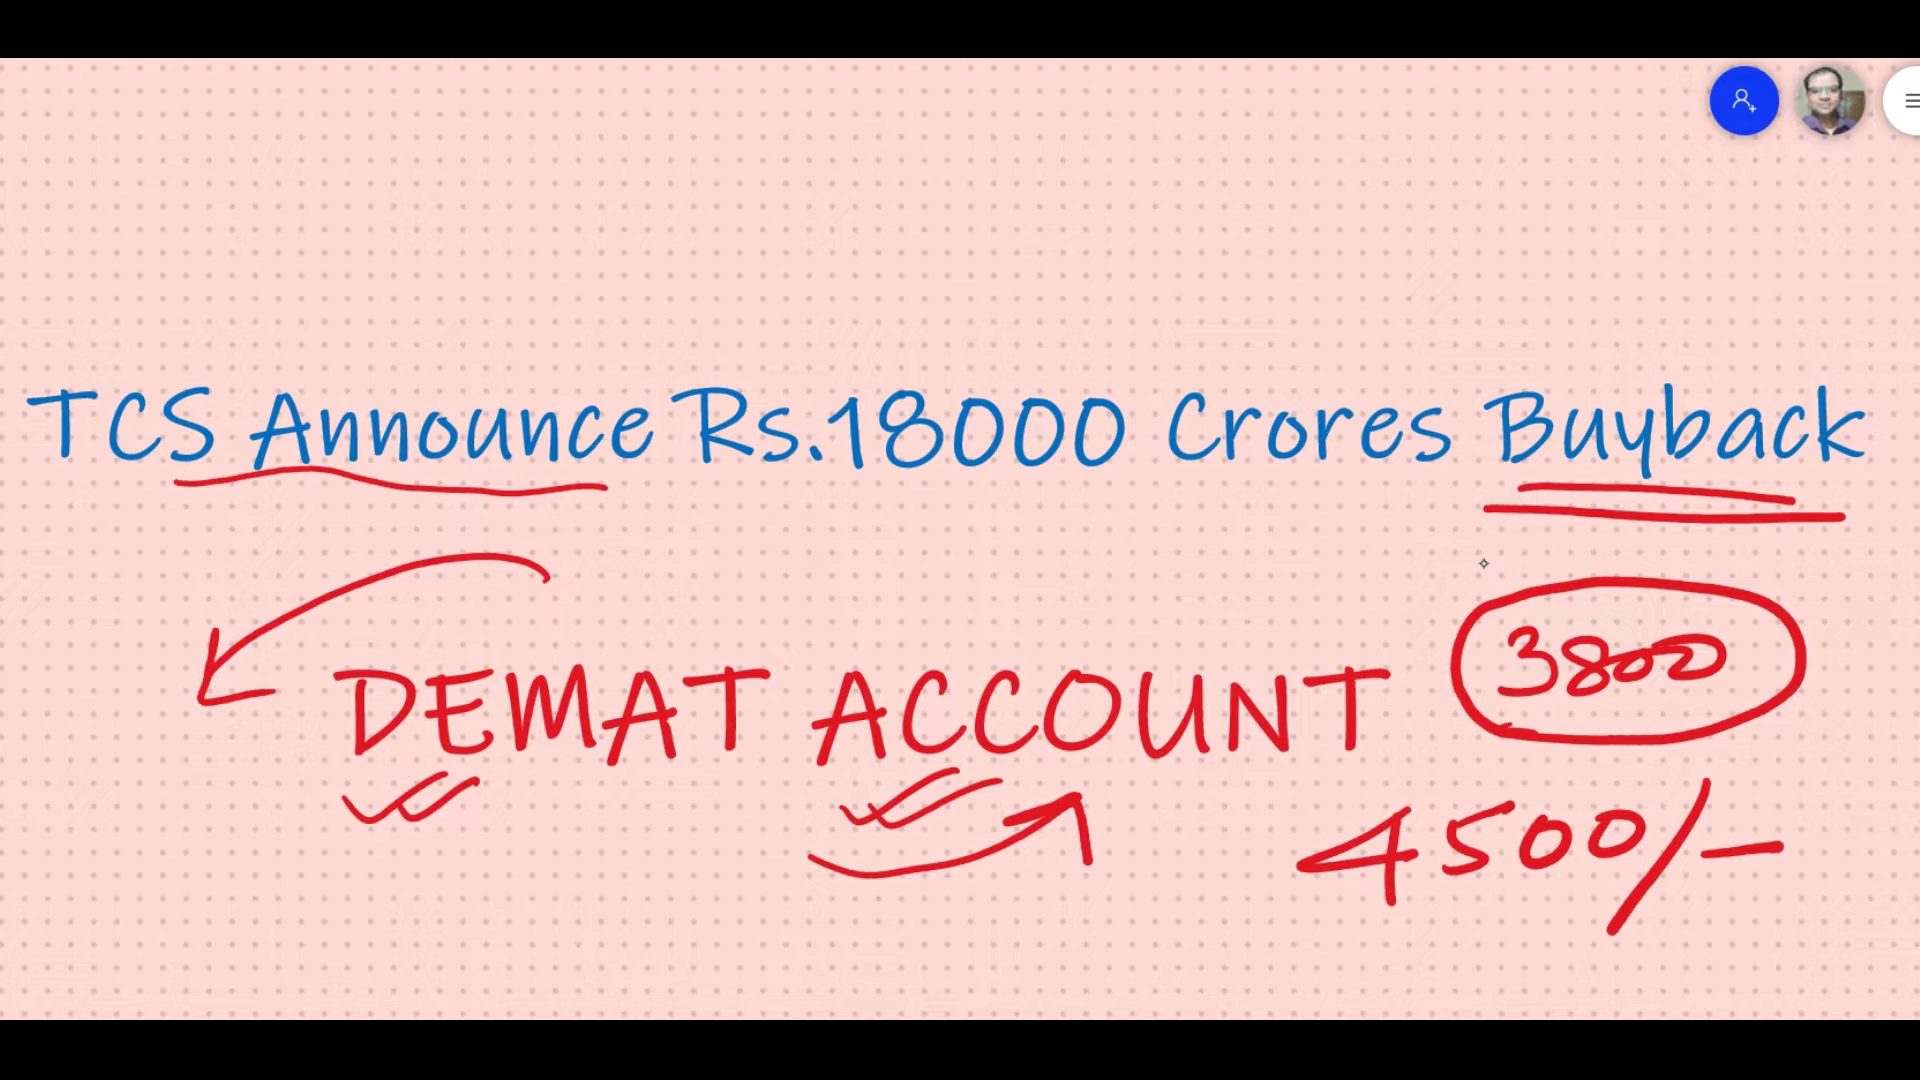 TCS Announce Rs.18000 Crores Buyback
3800
DEMAT ACCOUNT
4500/-